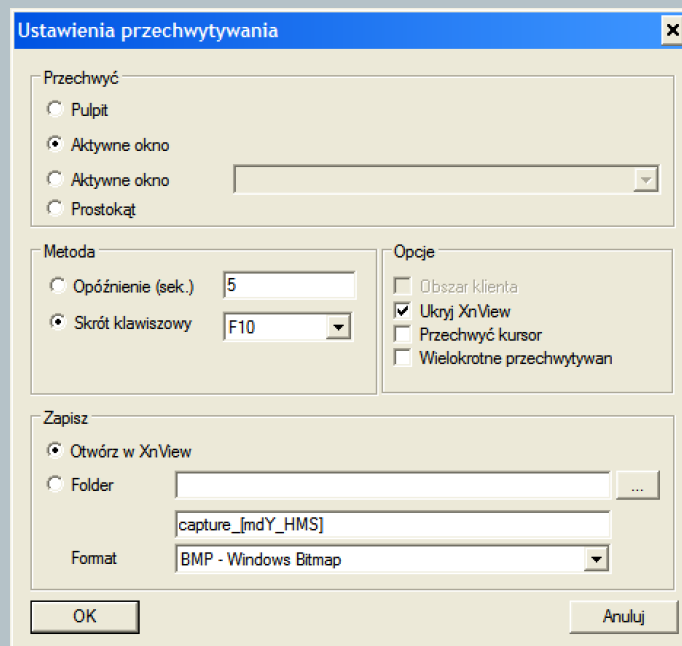 Ustawienia przechwytywania
Przechwyć
Pulpit
Aktywne okno
Aktywne okno
Prostokąt
Metoda
Opóźnienie (sek.) 5
Skrót klawiszowy F10
Opcje
Obszar klienta
Ukryj XnView
Przechwyć kursor
Wielokrotne przechwytywan
Zapisz
Otwórz w XnView
Folder ...
capture_[mdY_HMS]
Format BMP - Windows Bitmap
OK Anuluj